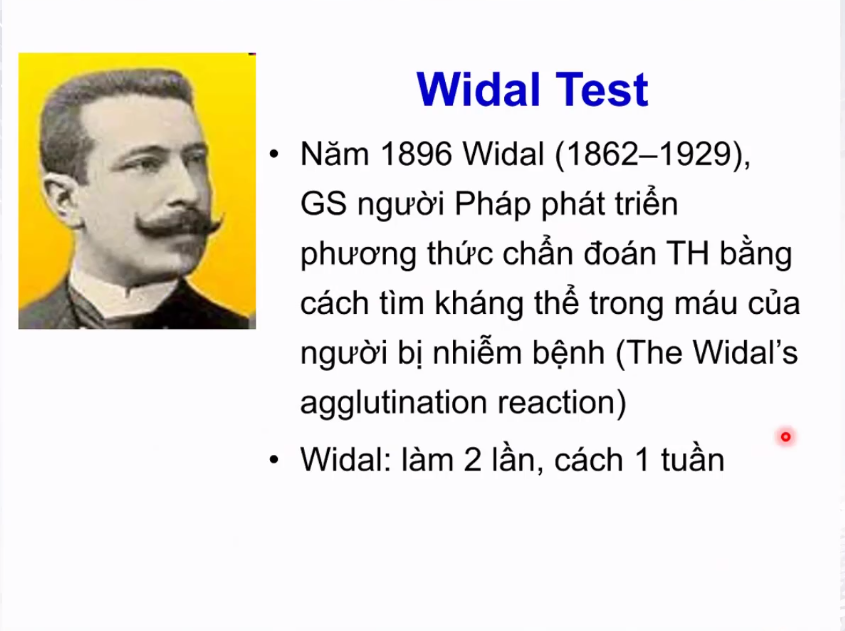 Widal Test
• Năm 1896 Widal (1862–1929),
GS người Pháp phát triển
phương thức chẩn đoán TH bằng
cách tìm kháng thể trong máu của
người bị nhiễm bệnh (The Widal’s
agglutination reaction)
• Widal: làm 2 lần, cách 1 tuần